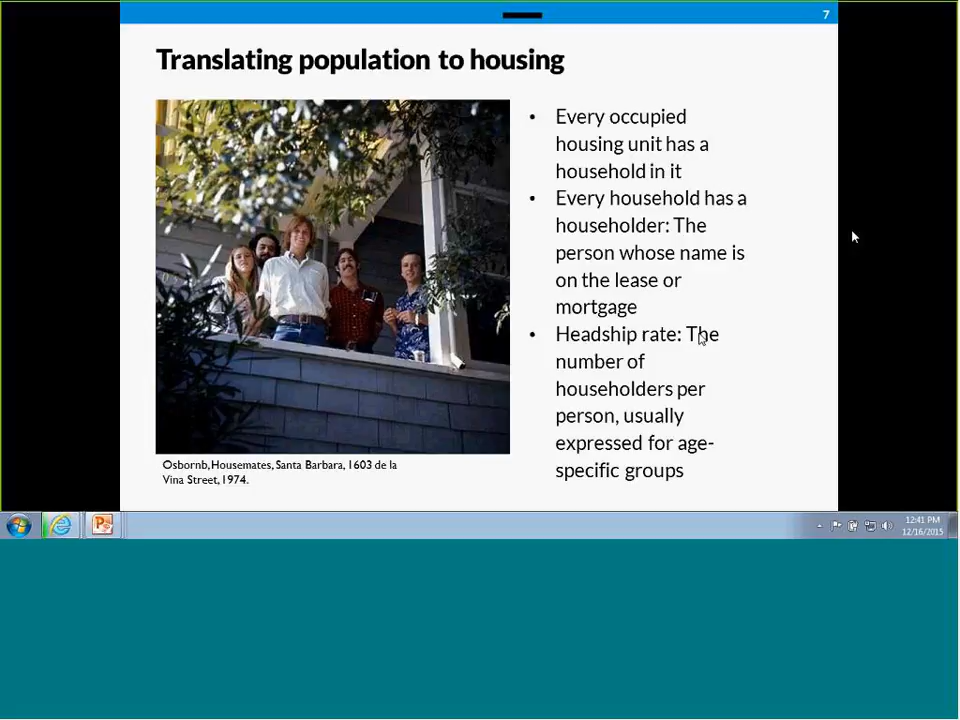 7
Translating population to housing
• Every occupied
housing unit has a
household in it
• Every household has a
householder: The
person whose name is
on the lease or
mortgage
• Headship rate: The
number of
householders per
person, usually
expressed for age-
specific groups
Osbornb, Housemates, Santa Barbara, 1603 de la
Vina Street, 1974.
12:41 PM
12/16/2015